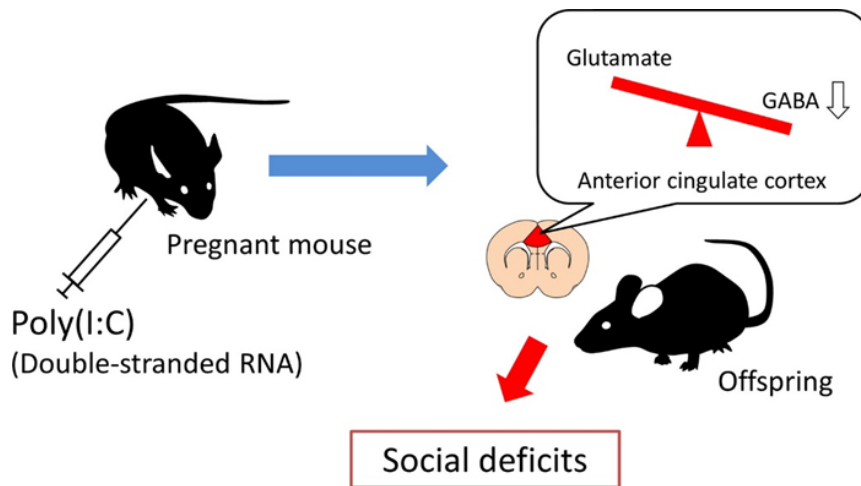 Glutamate
GABA
Anterior cingulate cortex
Pregnant mouse
Poly(I:C)
(Double-stranded RNA)
Offspring
Social deficits